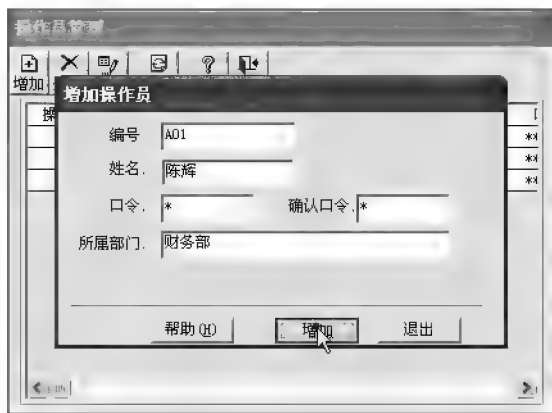 操作员管理
增加
增加操作员
操
编号 A01
姓名. 陈辉
口令. * 确认口令. *
所属部门. 财务部
**
**
**
帮助(H) 增加 退出